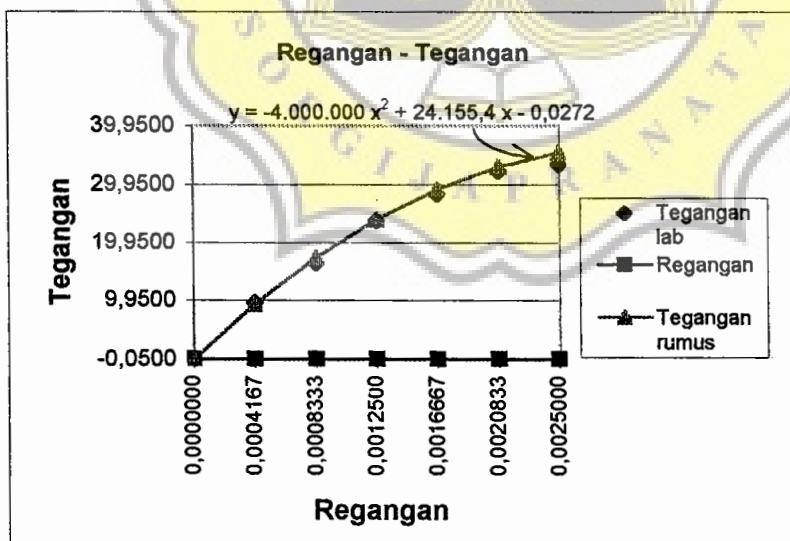 Regangan - Tegangan
y = -4.000.000 x² + 24.155,4 x - 0,0272
39,9500
29,9500
19,9500
9,9500
-0,0500
Tegangan
0,0000000
0,0004167
0,0008333
0,0012500
0,0016667
0,0020833
0,0025000
Regangan
Tegangan
lab
Regangan
Tegangan
rumus
SOEGIJAPRANATA